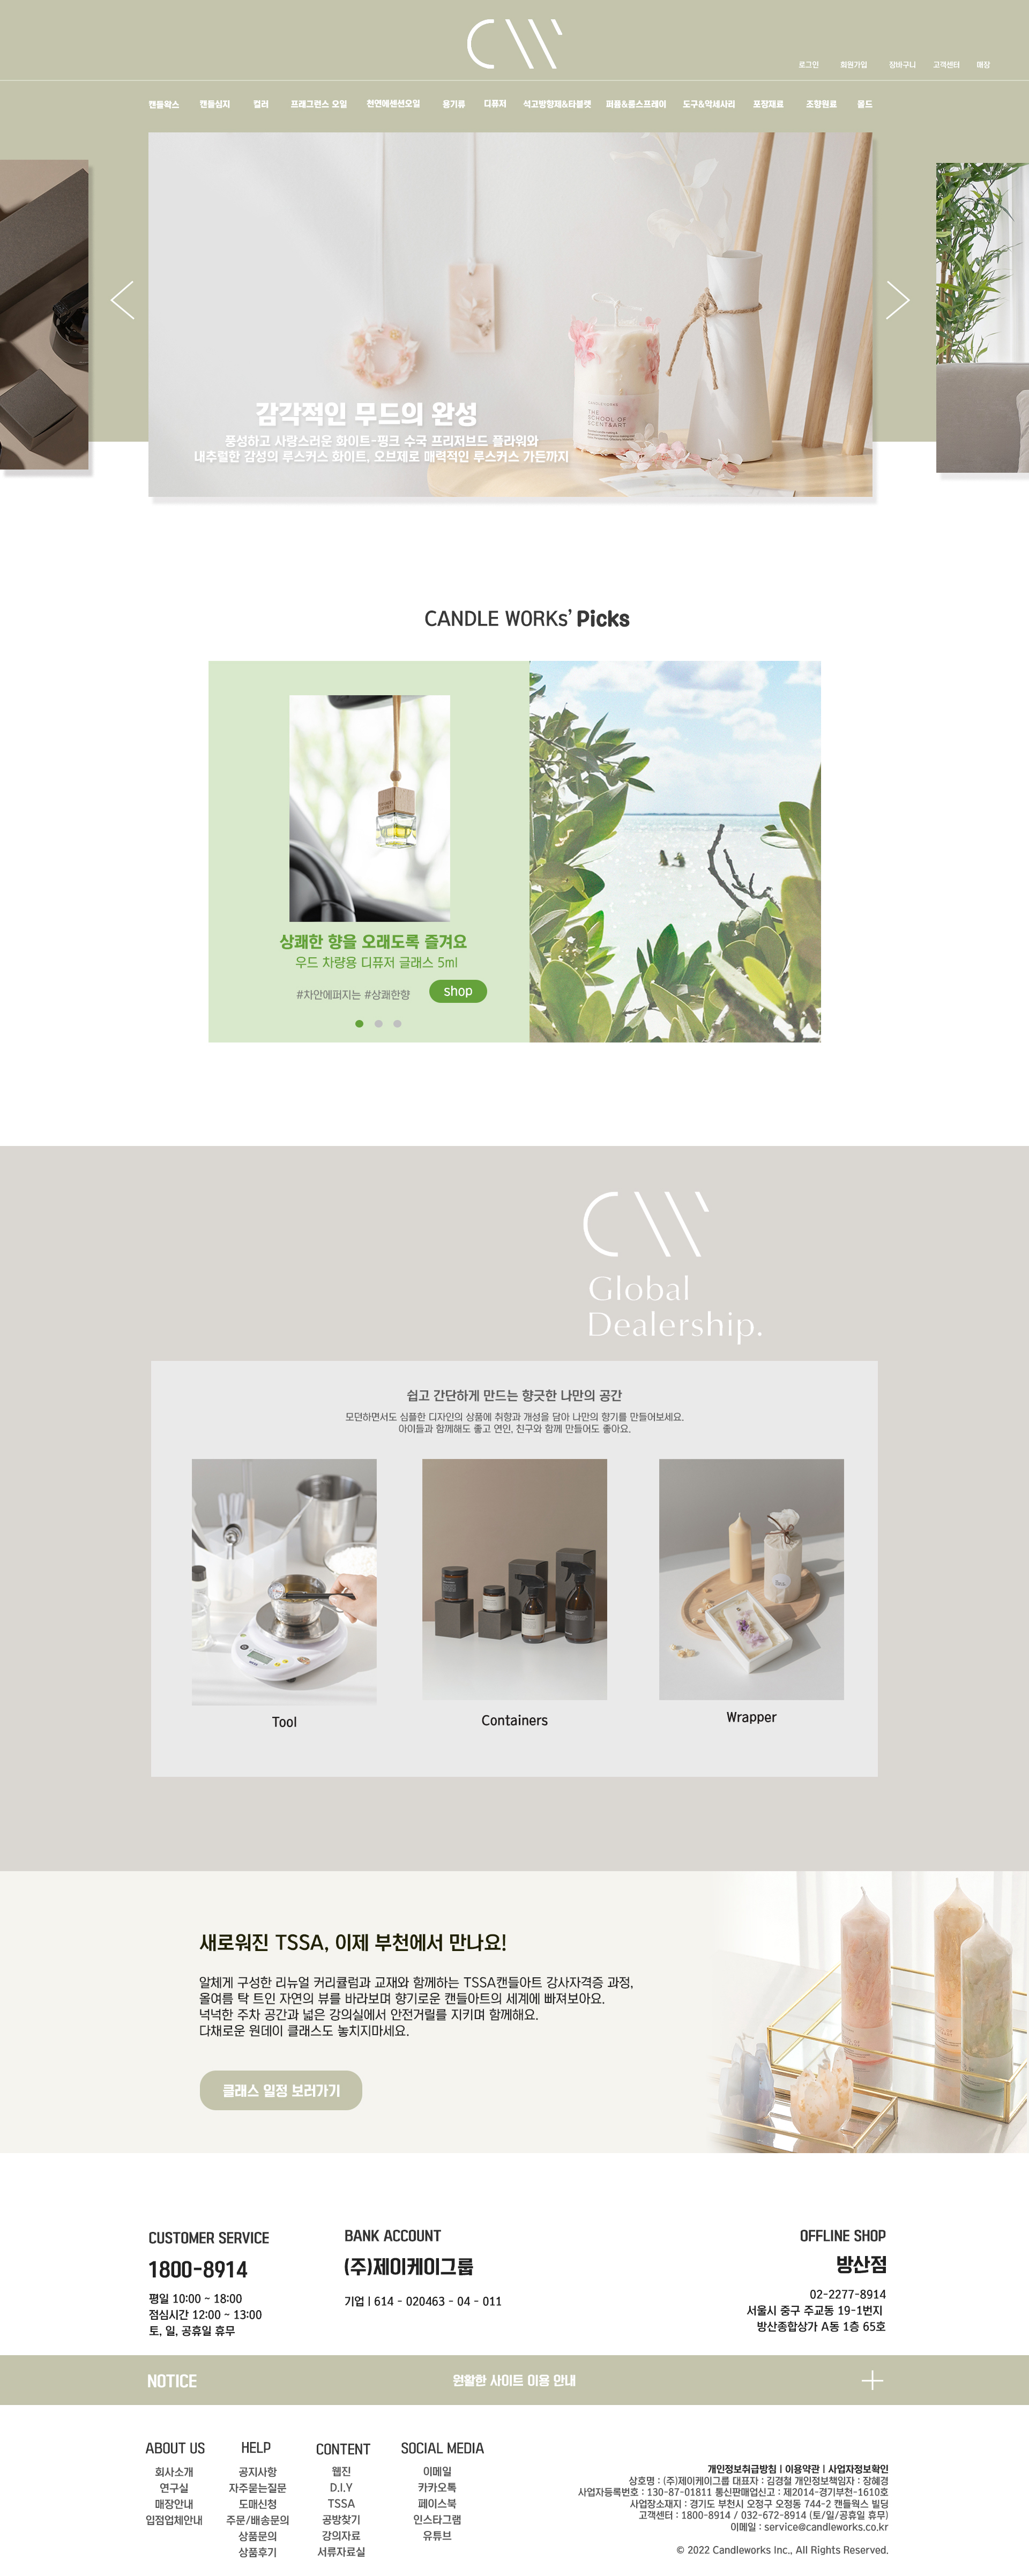 CW
로그인 회원가입 장바구니 고객센터 매장
캔들왁스 캔들심지 컬러 프래그런스 오일 천연에센션오일 용기류 디퓨저 석고방향제&타블렛 퍼퓸&룸스프레이 도구&악세사리 포장재료 조향원료 몰드
감각적인 무드의 완성
풍성하고 사랑스러운 화이트-핑크 수국 프리저브드 플라워와
내추럴한 감성의 루스커스 화이트, 오브제로 매력적인 루스커스 가든까지
THE
SCHOOL OF
SCENT&ART
CANDLE WORKs' Picks
상쾌한 향을 오래도록 즐겨요
우드 차량용 디퓨저 글래스 5ml
#차안에퍼지는 #상쾌한향
shop
CW
Global
Dealership.
쉽고 간단하게 만드는 향긋한 나만의 공간
모던하면서도 심플한 디자인의 상품에 취향과 개성을 담아 나만의 향기를 만들어보세요.
아이들과 함께해도 좋고 연인, 친구와 함께 만들어도 좋아요.
Tool
Containers
Wrapper
새로워진 TSSA, 이제 부천에서 만나요!
알체게 구성한 리뉴얼 커리큘럼과 교재와 함께하는 TSSA캔들아트 강사자격증 과정,
올여름 탁 트인 자연의 뷰를 바라보며 향기로운 캔들아트의 세계에 빠져보아요.
넉넉한 주차 공간과 넓은 강의실에서 안전거릴를 지키며 함께해요.
다채로운 원데이 클래스도 놓치지마세요.
클래스 일정 보러가기
CUSTOMER SERVICE
1800-8914
평일 10:00 ~ 18:00
점심시간 12:00 ~ 13:00
토, 일, 공휴일 휴무
BANK ACCOUNT
(주)제이케이그룹
기업 | 614 - 020463 - 04 - 011
OFFLINE SHOP
방산점
02-2277-8914
서울시 중구 주교동 19-1번지
방산종합상가 A동 1층 65호
NOTICE
원활한 사이트 이용 안내
ABOUT US
회사소개
연구실
매장안내
입점업체안내
HELP
공지사항
자주묻는질문
도매신청
주문/배송문의
상품문의
상품후기
CONTENT
웹진
D.I.Y
TSSA
공방찾기
강의자료
서류자료실
SOCIAL MEDIA
이메일
카카오톡
페이스북
인스타그램
유튜브
개인정보취급방침 | 이용약관 | 사업자정보확인
상호명 : (주)제이케이그룹 대표자 : 김경철 개인정보책임자 : 장혜경
사업자등록번호 : 130-87-01811 통신판매업신고 : 제2014-경기부천-1610호
사업장소재지 : 경기도 부천시 오정구 오정동 744-2 캔들웍스 빌딩
고객센터 : 1800-8914 / 032-672-8914 (토/일/공휴일 휴무)
이메일 : service@candleworks.co.kr
© 2022 Candleworks Inc., All Rights Reserved.